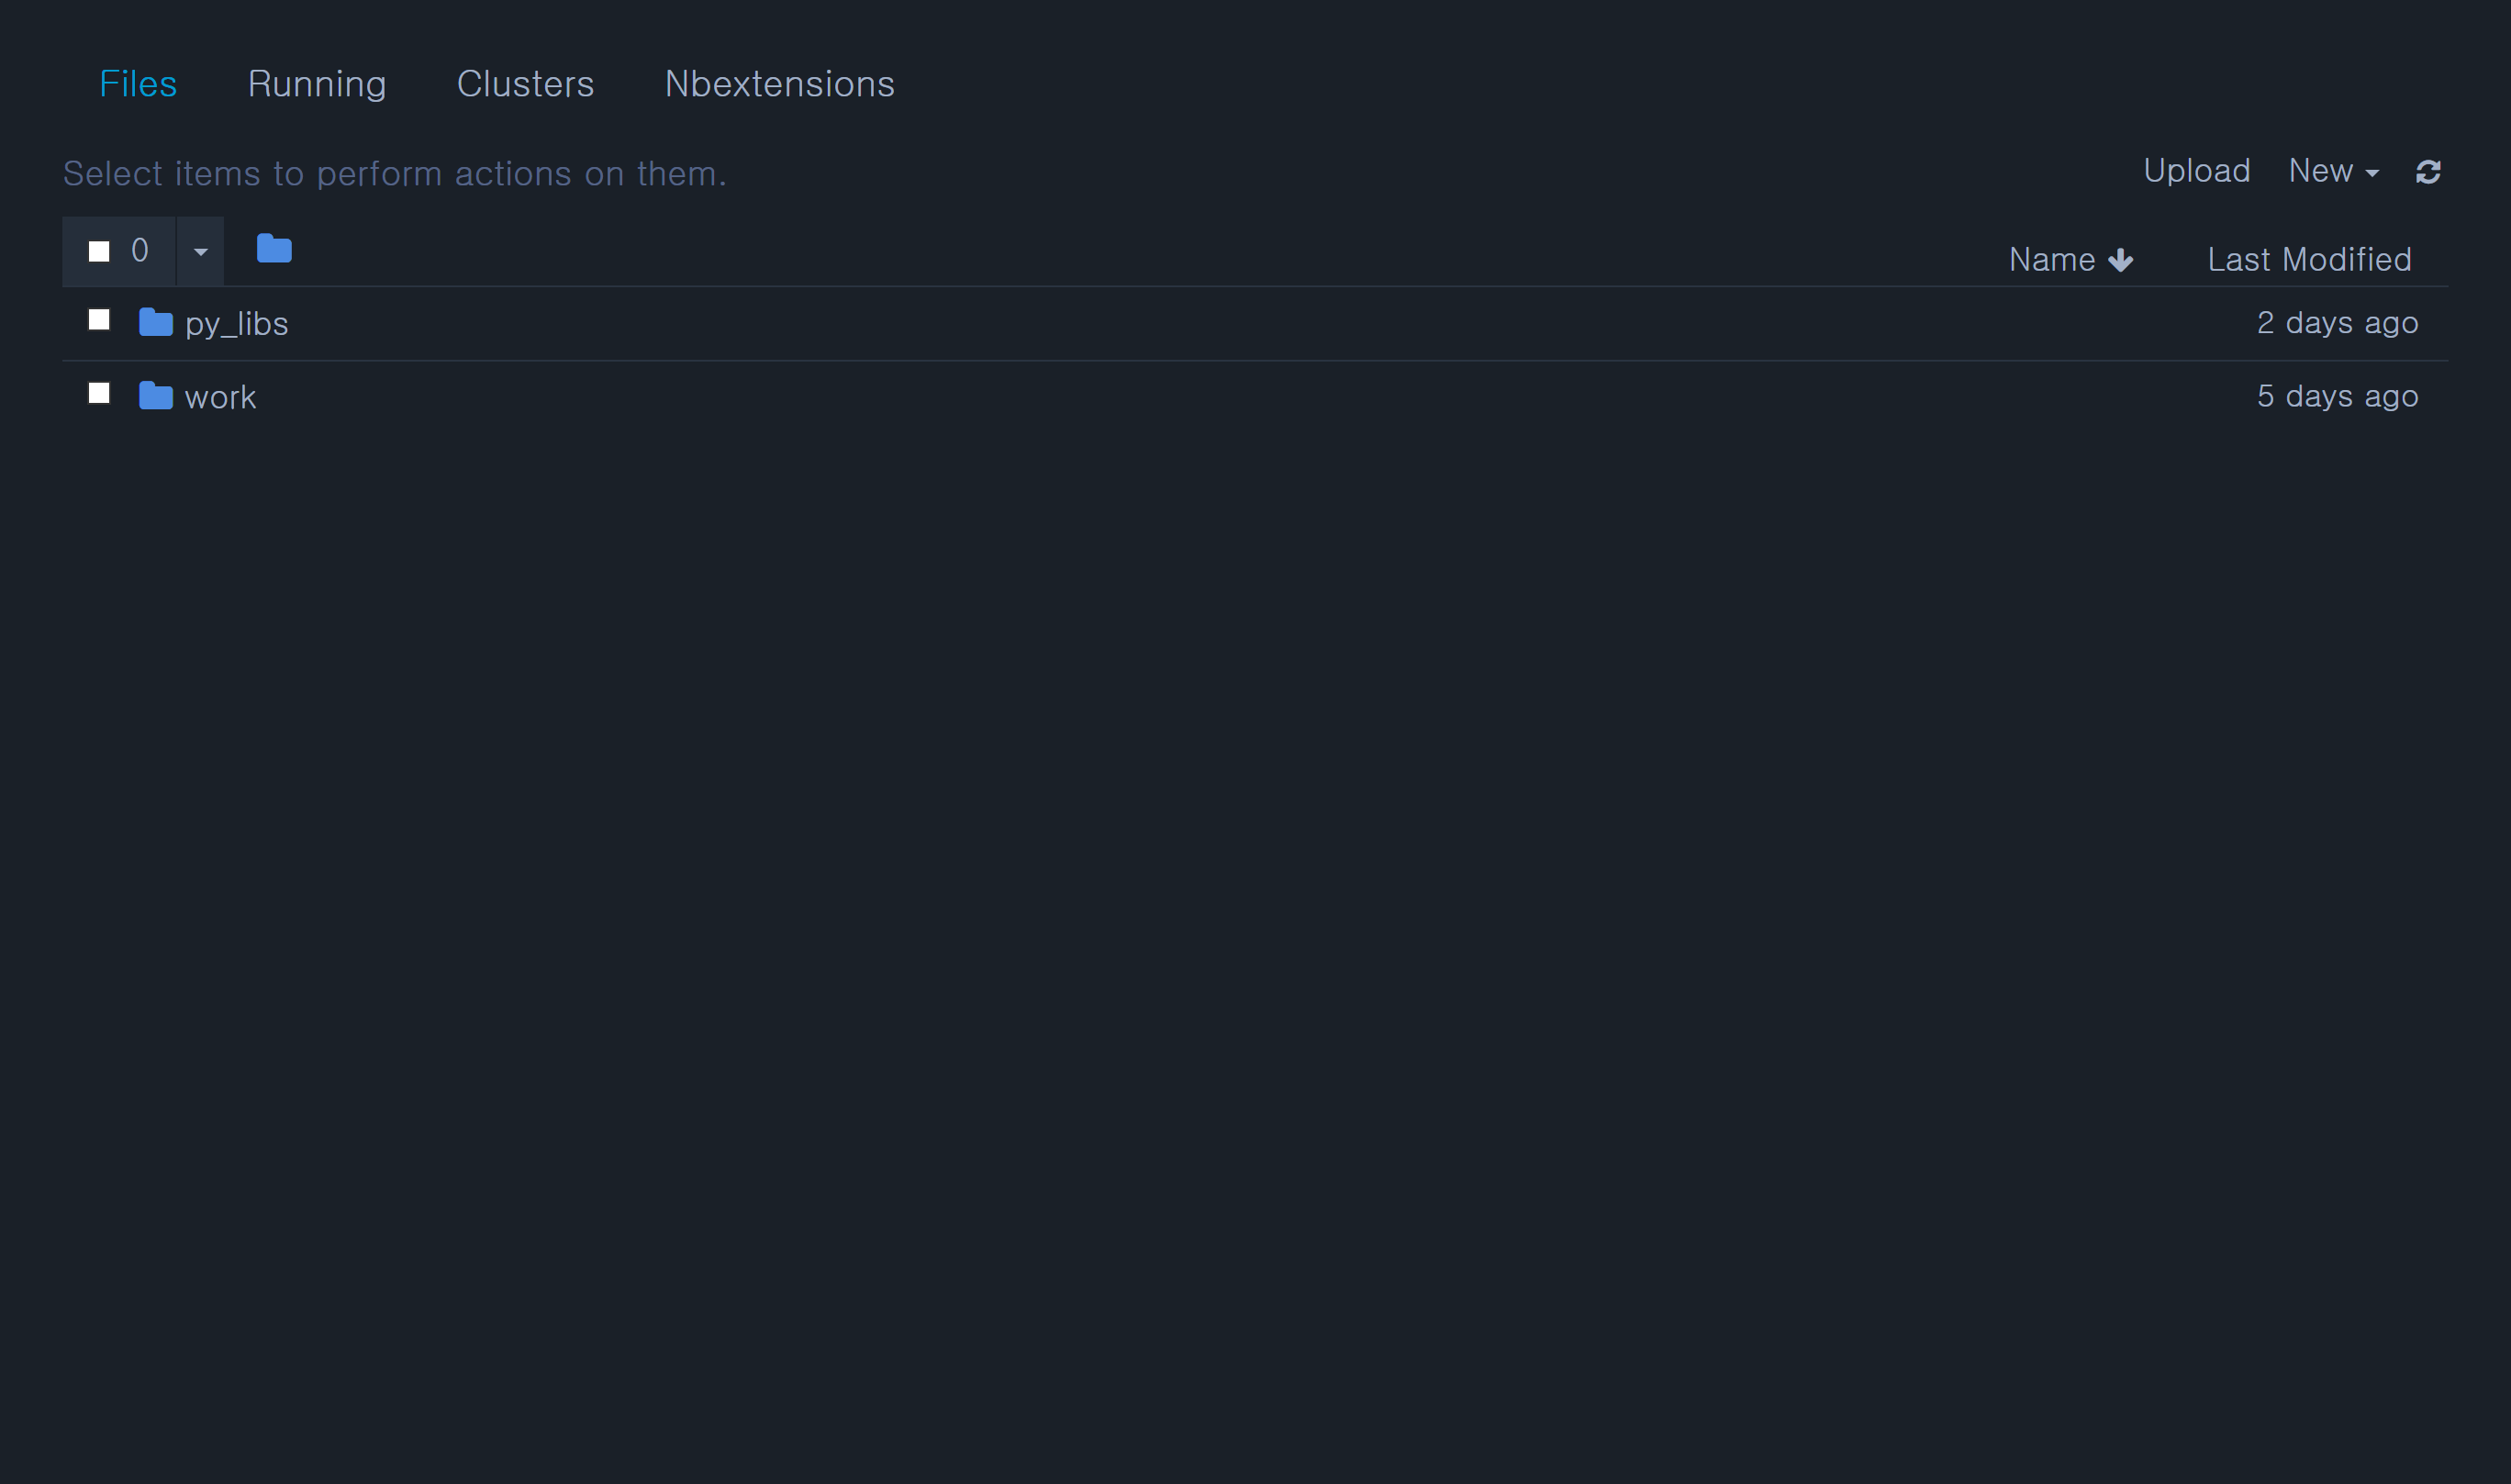 Files Running Clusters Nbextensions
Select items to perform actions on them.
Upload New
0
Name Last Modified
py_libs 2 days ago
work 5 days ago